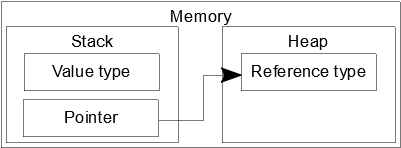 Memory
Stack
Heap
Value type
Reference type
Pointer